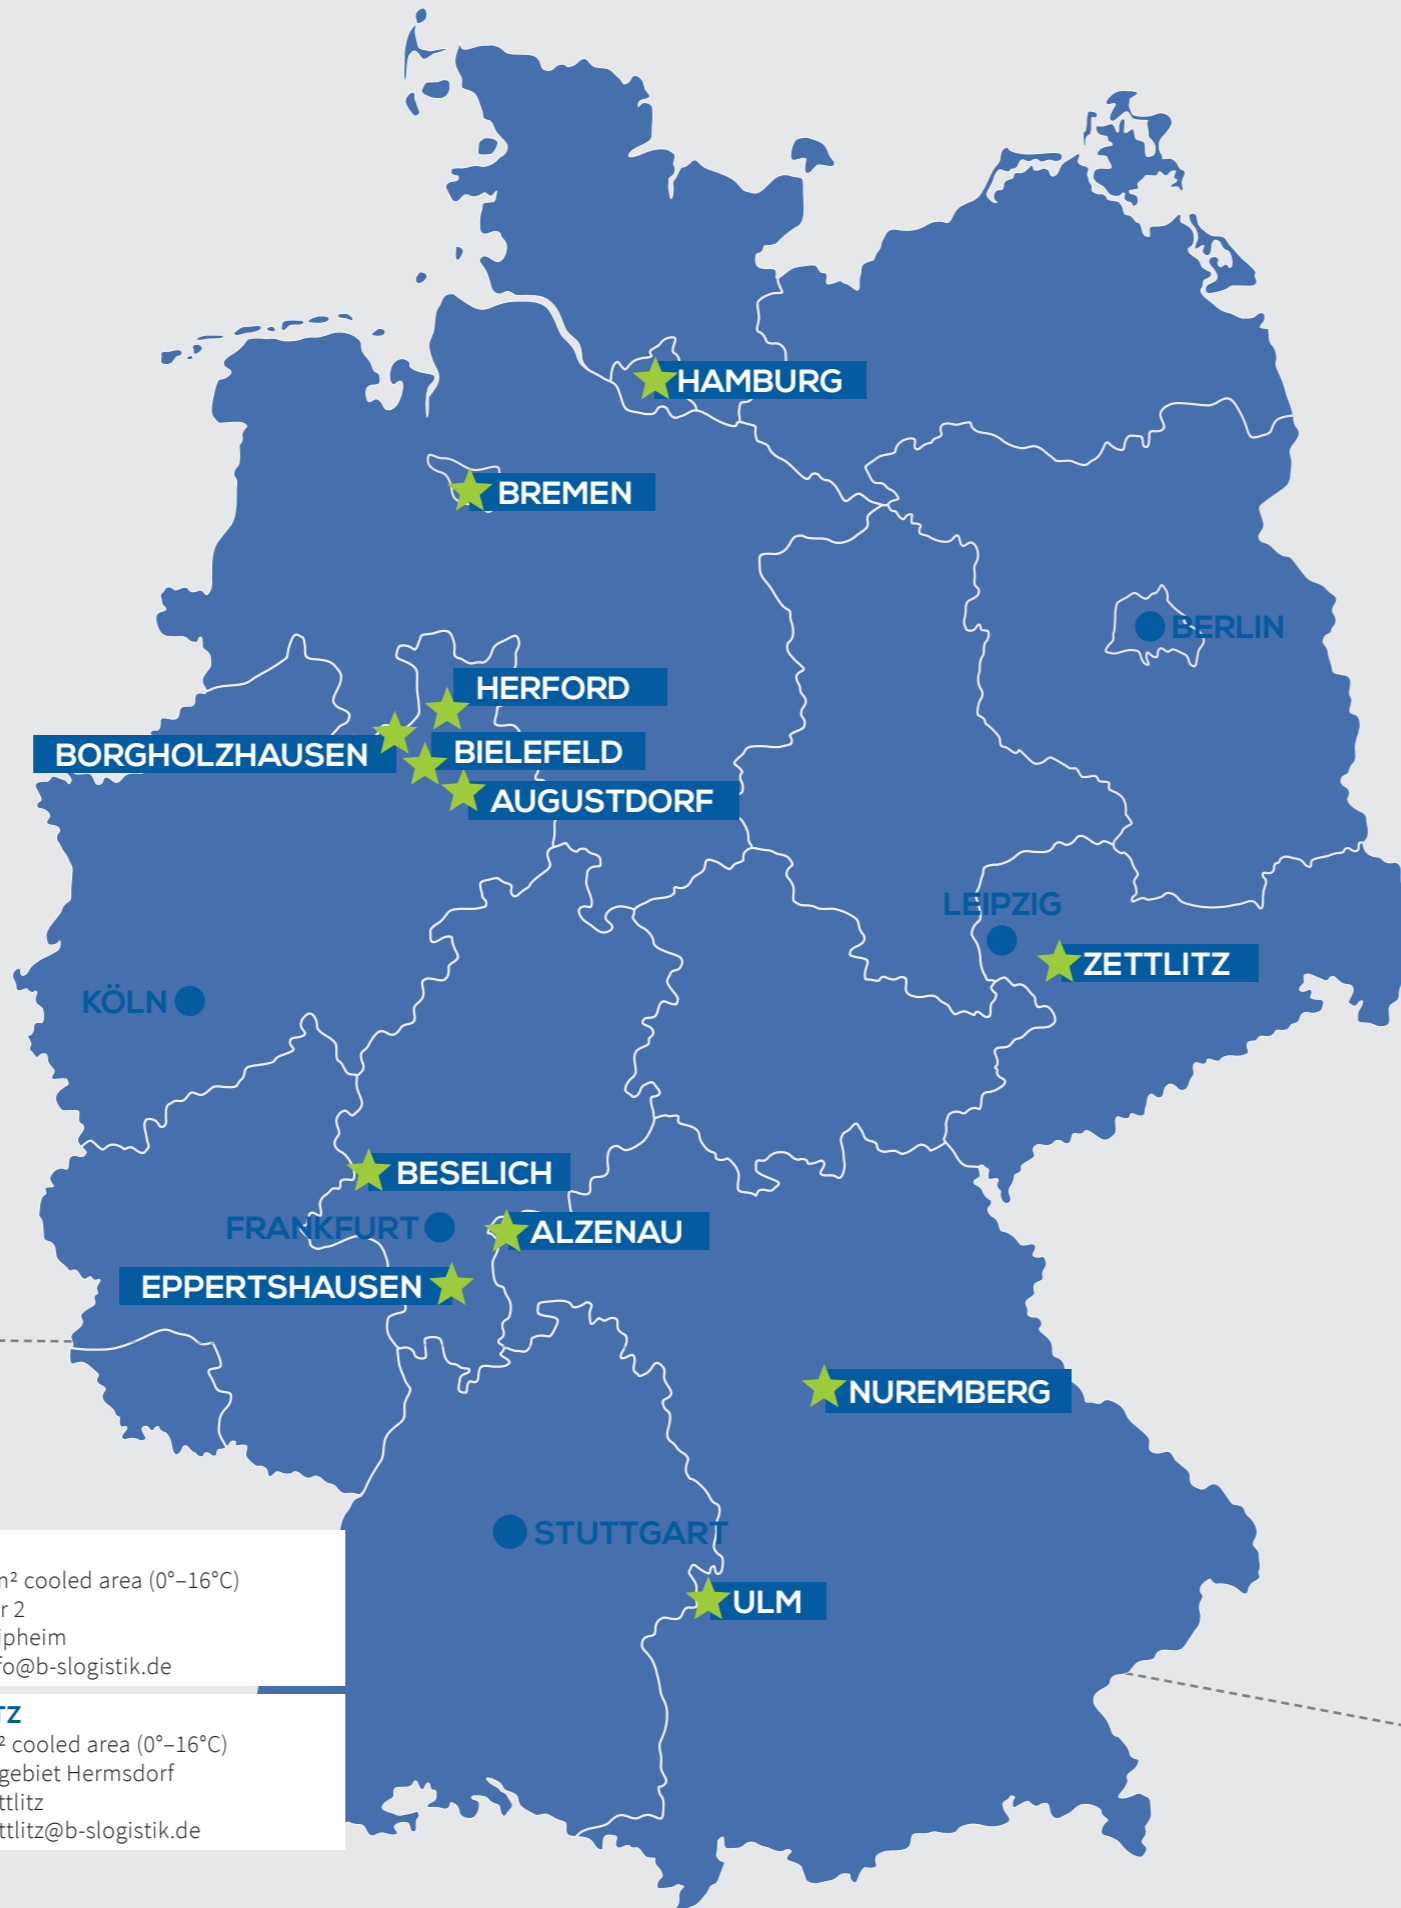 HAMBURG
BREMEN
BERLIN
HERFORD
BORGHOLZHAUSEN
BIELEFELD
AUGUSTDORF
LEIPZIG
ZETTLITZ
KÖLN
BESELICH
FRANKFURT
ALZENAU
EPPERTSHAUSEN
NUREMBERG
STUTTGART
ULM
m² cooled area (0°–16°C)
r 2
ipheim
fo@b-slogistik.de
TZ
² cooled area (0°–16°C)
gebiet Hermsdorf
ttlitz
ttlitz@b-slogistik.de